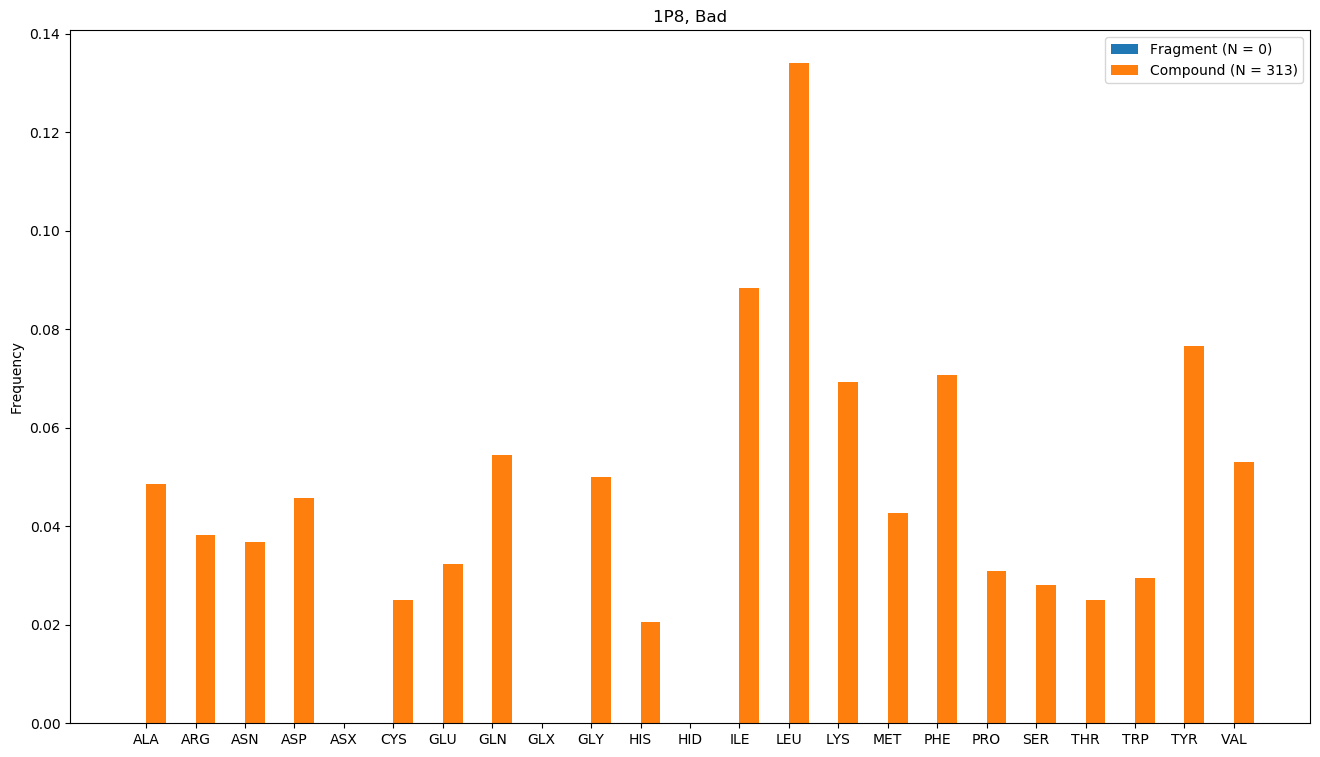 1P8, Bad
Fragment (N = 0)
Compound (N = 313)
0.14
0.12
0.10
0.08
0.06
0.04
0.02
0.00
Frequency
ALA ARG ASN ASP ASX CYS GLU GLN GLX GLY HIS HID ILE LEU LYS MET PHE PRO SER THR TRP TYR VAL